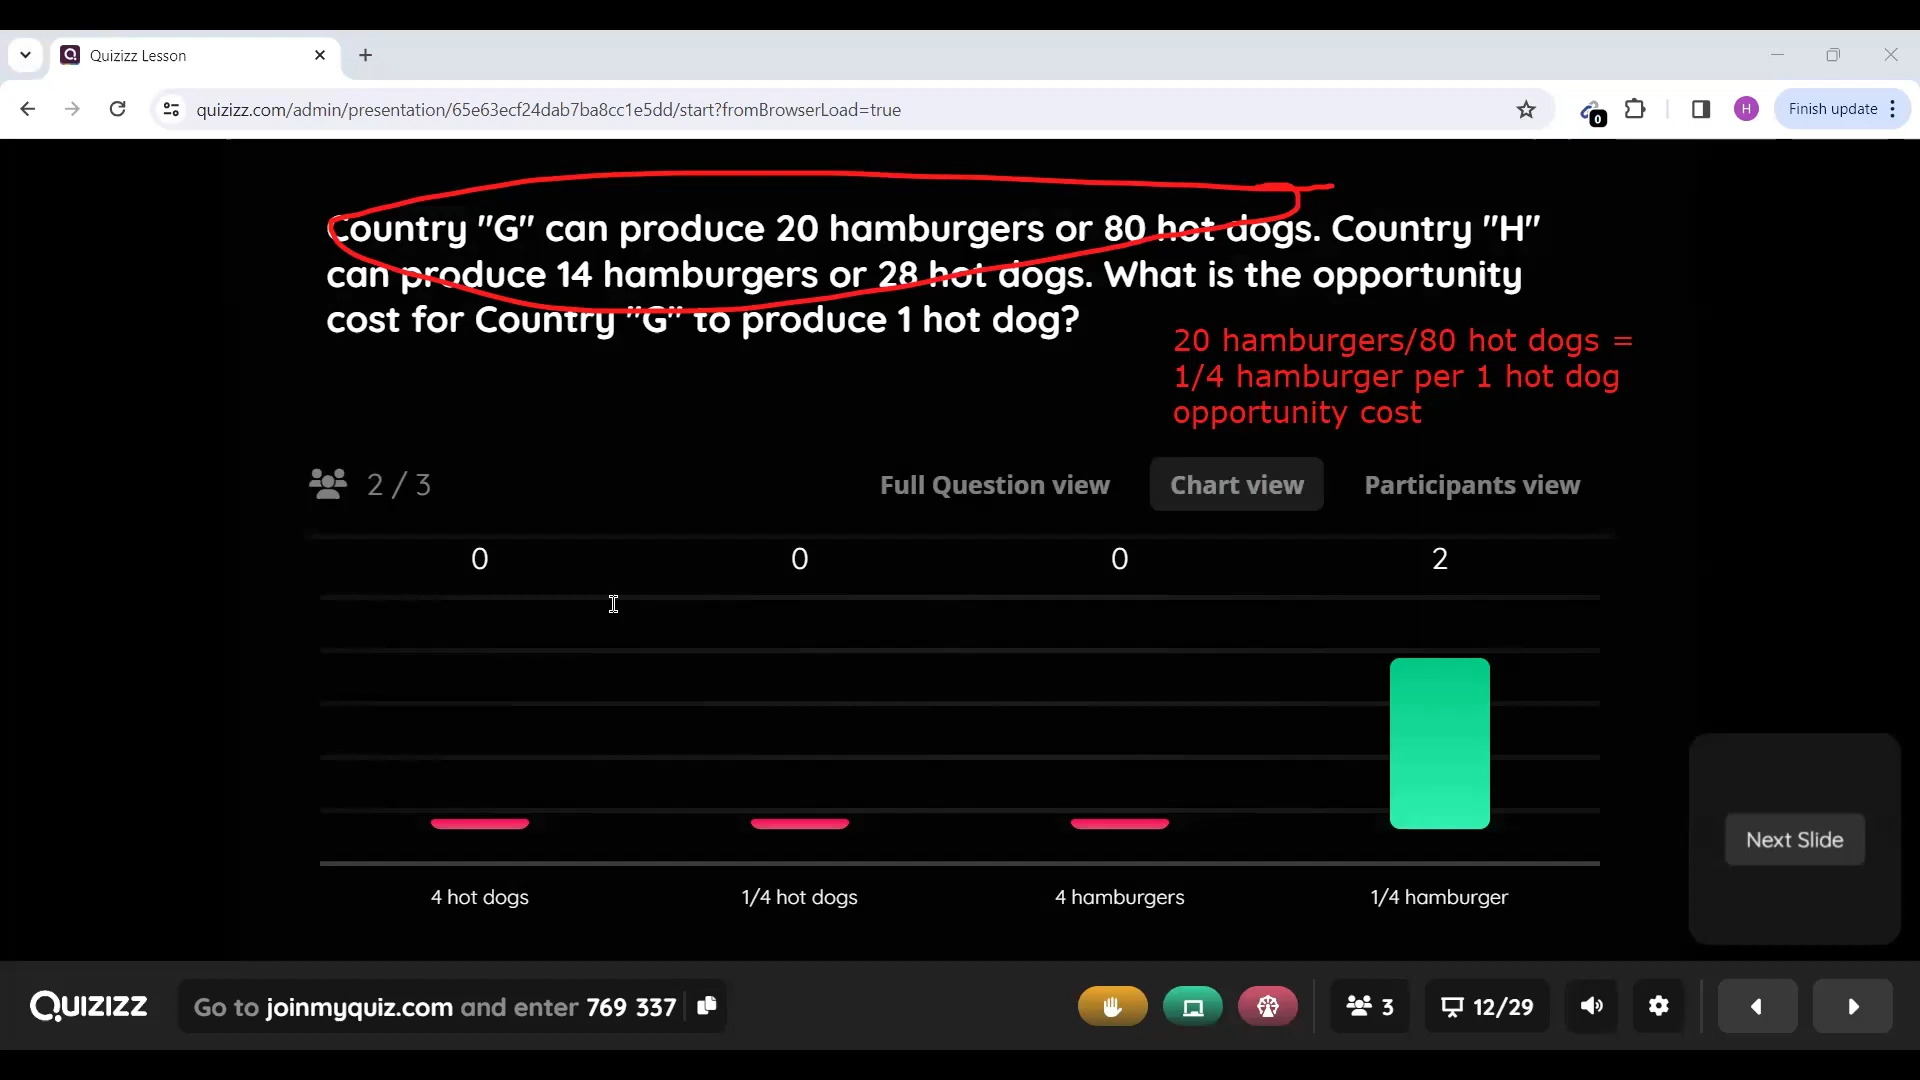 Quizizz Lesson
quizizz.com/admin/presentation/65e63ecf24dab7ba8cc1e5dd/start?fromBrowserLoad=true
0
H
Finish update
Country "G" can produce 20 hamburgers or 80 hot dogs. Country "H"
can produce 14 hamburgers or 28 hot dogs. What is the opportunity
cost for Country "G" to produce 1 hot dog?
20 hamburgers/80 hot dogs =
1/4 hamburger per 1 hot dog
opportunity cost
2 / 3
Full Question view
Chart view
Participants view
0
0
0
2
4 hot dogs
1/4 hot dogs
4 hamburgers
1/4 hamburger
Next Slide
QUIZIZZ
Go to joinmyquiz.com and enter 769 337
3
12/29